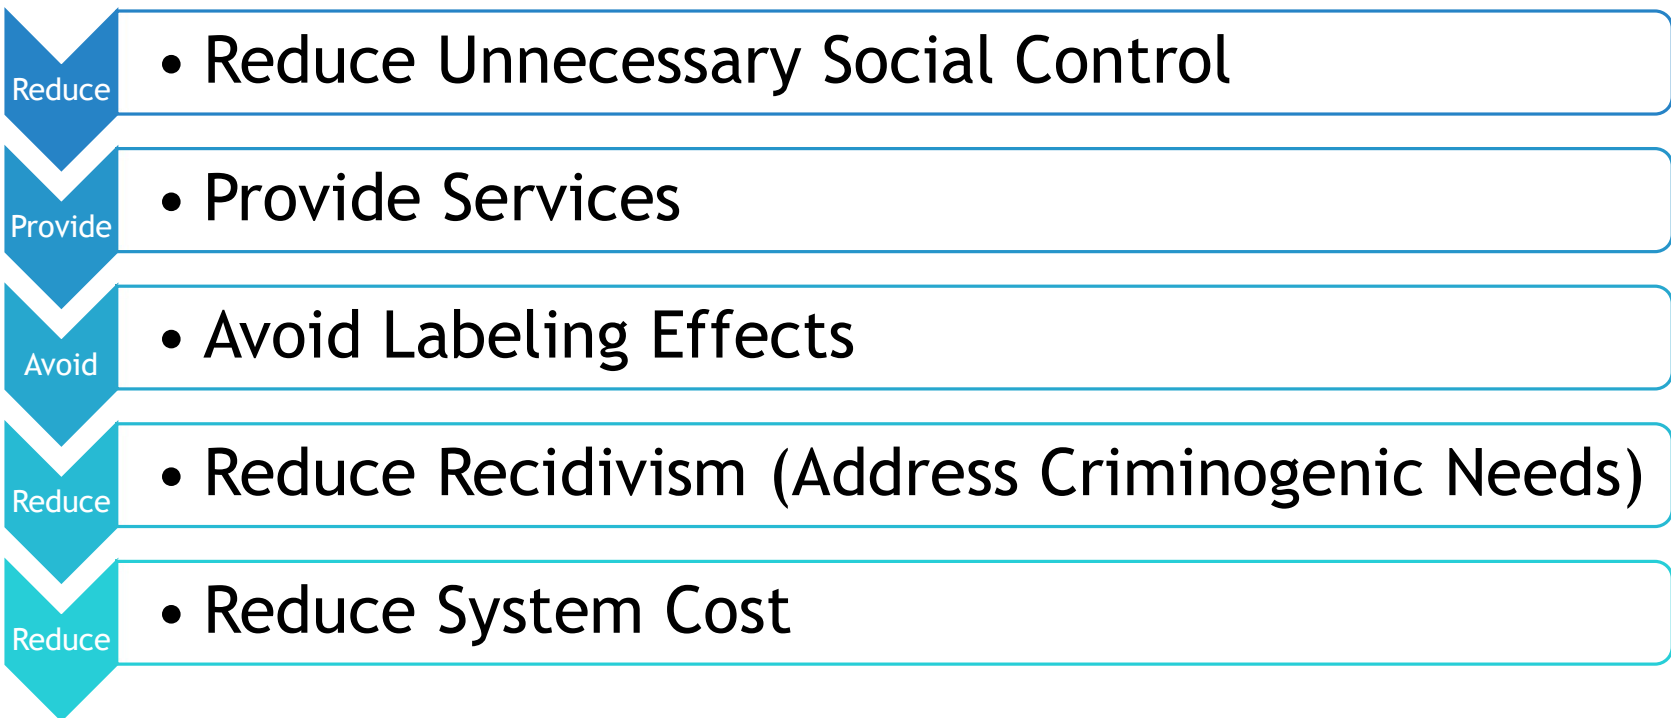 Reduce
• Reduce Unnecessary Social Control
Provide
• Provide Services
Avoid
• Avoid Labeling Effects
Reduce
• Reduce Recidivism (Address Criminogenic Needs)
Reduce
• Reduce System Cost